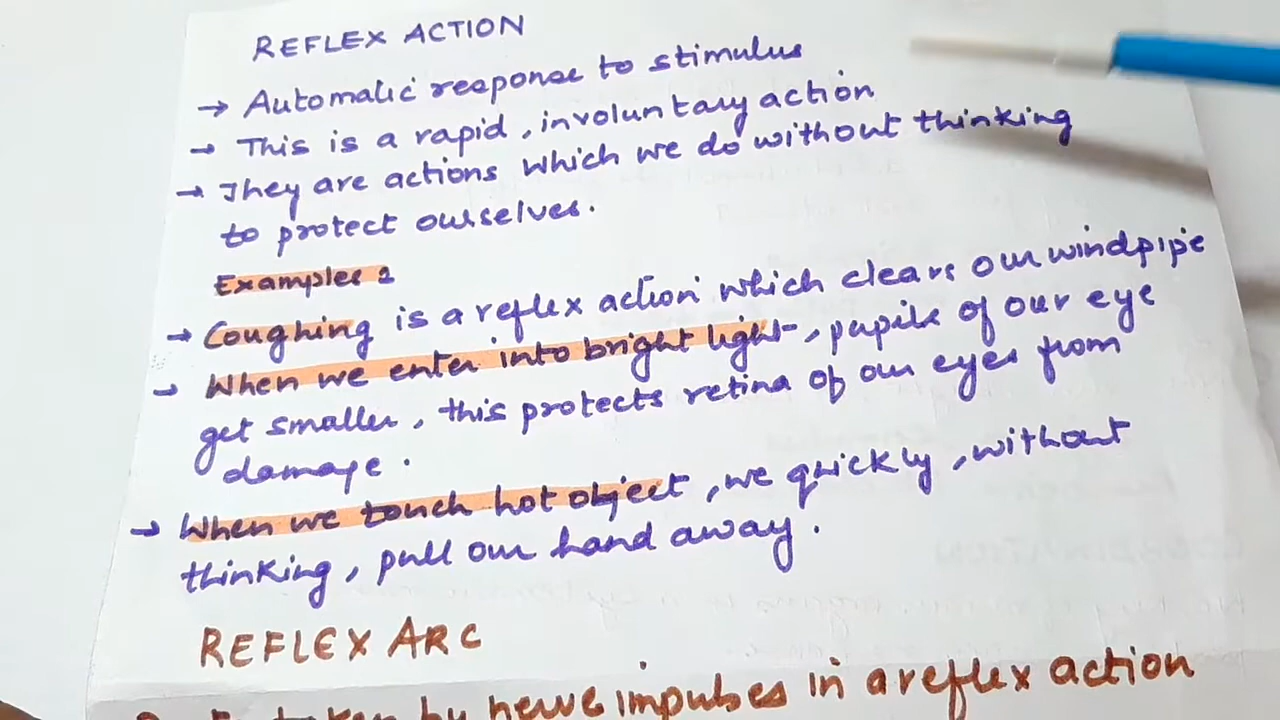 REFLEX ACTION
→ Automatic response to stimulus
→ This is a rapid, involuntary action
→ They are actions which we do without thinking
to protect ourselves.
Examples
→ Coughing is a reflex action which clears our windpipe
→ When we enter into bright light, pupils of our eye
get smaller, this protects retina of our eyes from
damage.
→ When we touch hot object, we quickly, without
thinking, pull our hand away.
REFLEX ARC
taken by nerve impulses in a reflex action